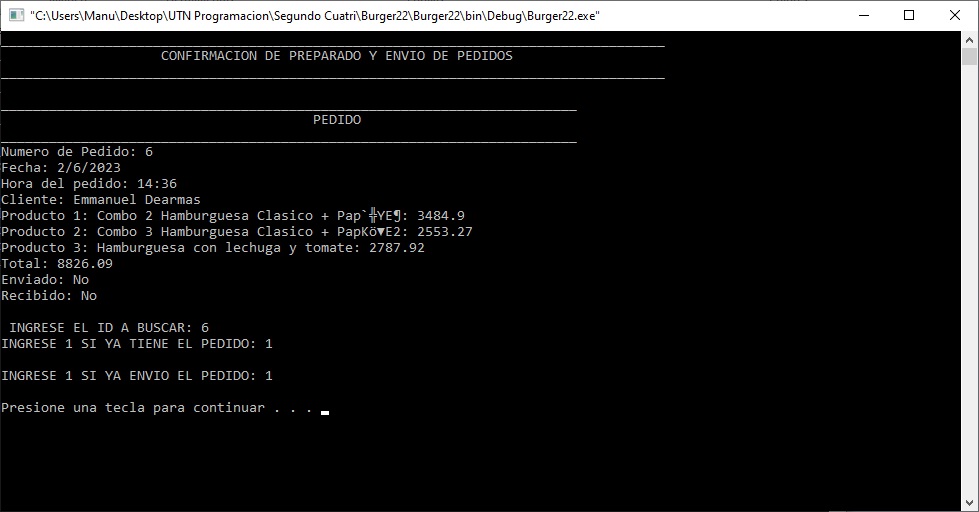 "C:\Users\Manu\Desktop\UTN Programacion\Segundo Cuatri\Burger22\Burger22\bin\Debug\Burger22.exe"
CONFIRMACION DE PREPARADO Y ENVIO DE PEDIDOS
PEDIDO
Numero de Pedido: 6
Fecha: 2/6/2023
Hora del pedido: 14:36
Cliente: Emmanuel Dearmas
Producto 1: Combo 2 Hamburguesa Clasico + Pap`╬YE¶: 3484.9
Producto 2: Combo 3 Hamburguesa Clasico + PapKö▼E2: 2553.27
Producto 3: Hamburguesa con lechuga y tomate: 2787.92
Total: 8826.09
Enviado: No
Recibido: No
INGRESE EL ID A BUSCAR: 6
INGRESE 1 SI YA TIENE EL PEDIDO: 1
INGRESE 1 SI YA ENVIO EL PEDIDO: 1
Presione una tecla para continuar . . .